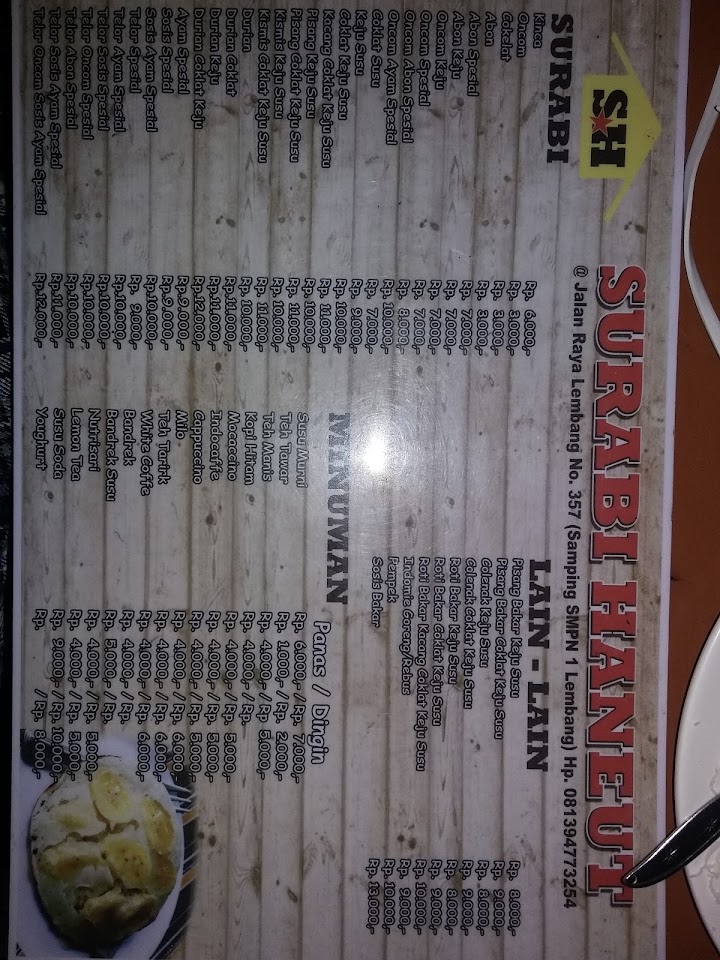 S★H
SURABI HANEUT
@ Jalan Raya Lembang No. 357 (Samping SMPN 1 Lembang) Hp. 081394773254
SURABI
Kinca Rp. 6.000,-
Oncom Rp. 3.000,-
Cokelat Rp. 3.000,-
Abon Rp. 3.000,-
Abon Spesial Rp. 7.000,-
Abon Keju Rp. 7.000,-
Oncom Keju Rp. 7.000,-
Oncom Spesial Rp. 7.000,-
Oncom Abon Spesial Rp. 8.000,-
Oncom Ayam Spesial Rp. 10.000,-
Coklat Susu Rp. 7.000,-
Keju Susu Rp. 9.000,-
Coklat Keju Susu Rp. 10.000,-
Kacang Coklat Keju Susu Rp. 11.000,-
Pisang Keju Susu Rp. 10.000,-
Pisang Coklat Keju Susu Rp. 11.000,-
Kismis Keju Susu Rp. 10.000,-
Kismis Coklat Keju Susu Rp. 11.000,-
Durian Rp. 10.000,-
Durian Coklat Rp. 11.000,-
Durian Keju Rp. 11.000,-
Durian Coklat Keju Rp. 12.000,-
Ayam Spesial Rp. 9.000,-
Sosis Spesial Rp. 9.000,-
Sosis Ayam Spesial Rp. 10.000,-
Telor Spesial Rp. 9.000,-
Telor Ayam Spesial Rp. 10.000,-
Telor Sosis Spesial Rp. 10.000,-
Telor Oncom Spesial Rp. 10.000,-
Telor Abon Spesial Rp. 10.000,-
Telor Sosis Ayam Spesial Rp. 11.000,-
Telor Oncom Sosis Ayam Spesial Rp. 12.000,-
LAIN - LAIN
Pisang Bakar Keju Susu Rp. 8.000,-
Pisang Bakar Coklat Keju Susu Rp. 9.000,-
Colenak Keju Susu Rp. 8.000,-
Colenak Coklat Keju Susu Rp. 9.000,-
Roti Bakar Keju Susu Rp. 8.000,-
Roti Bakar Coklat Keju Susu Rp. 9.000,-
Roti Bakar Kacang Coklat Keju Susu Rp. 10.000,-
Indomie Goreng/Rebus Rp. 9.000,-
Pempek Rp. 10.000,-
Sosis Bakar Rp. 13.000,-
MINUMAN
Panas / Dingin
Susu Murni Rp. 6.000,- / Rp. 7.000,-
Teh Tawar Rp. 1.000,- / Rp. 2.000,-
Teh Manis Rp. 4.000,- / Rp 5.000,-
Kopi Hitam Rp. 4.000,- / Rp.
Mocaccino Rp. 4.000,- / Rp. 5.000,-
Indocaffe Rp. 4.000,- / Rp. 5.000,-
Cappuccino Rp. 4.000,- / Rp. 5.000,-
Milo Rp. 4.000,- / Rp. 6.000,-
Teh Tarik Rp. 4.000,- / Rp. 6.000,-
White Coffe Rp. 4.000,- / Rp. 6.000,-
Bandrek Rp. 4.000,- / Rp.
Bandrek Susu Rp. 5.000,- / Rp.
Nutrisari Rp. 4.000,- / Rp. 5.000,-
Lemon Tea Rp. 4.000,- / Rp. 5.000,-
Susu Soda Rp. 9.000,- / Rp. 10.000,-
Youghurt Rp. / Rp. 8.000,-